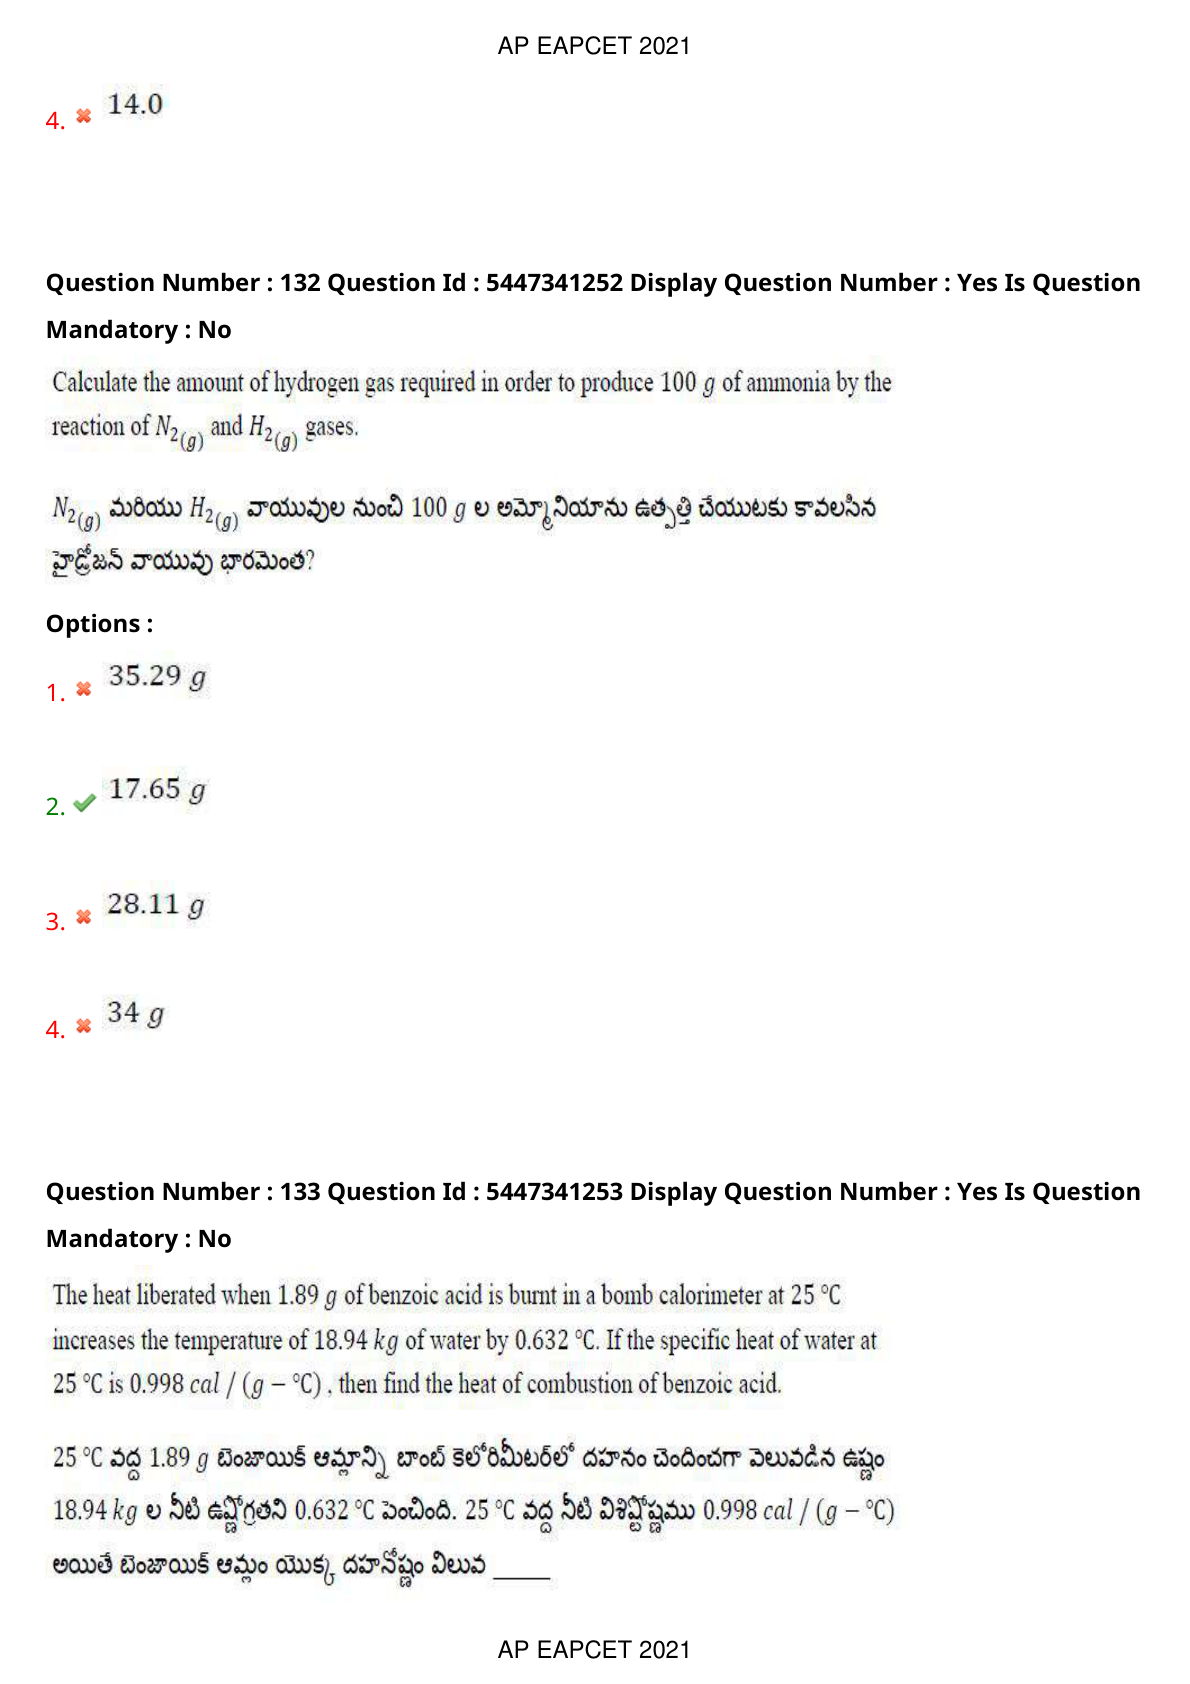 AP EAPCET 2021
4. ✖ 14.0
Question Number : 132 Question Id : 5447341252 Display Question Number : Yes Is Question
Mandatory : No
Calculate the amount of hydrogen gas required in order to produce 100 g of ammonia by the
reaction of N₂(g) and H₂(g) gases.
N₂(g) మరియు H₂(g) వాయువుల నుంచి 100 g ల అమ్మోనియాను ఉత్పత్తి చేయుటకు కావలసిన
హైడ్రోజన్ వాయువు భారమెంత?
Options :
1. ✖ 35.29 g
2. ✔ 17.65 g
3. ✖ 28.11 g
4. ✖ 34 g
Question Number : 133 Question Id : 5447341253 Display Question Number : Yes Is Question
Mandatory : No
The heat liberated when 1.89 g of benzoic acid is burnt in a bomb calorimeter at 25 °C
increases the temperature of 18.94 kg of water by 0.632 °C. If the specific heat of water at
25 °C is 0.998 cal / (g − °C) , then find the heat of combustion of benzoic acid.
25 °C వద్ద 1.89 g బెంజాయిక్ ఆమ్లాన్ని బాంబ్ కెలోరిమీటర్‌లో దహనం చెందించగా వెలువడిన ఉష్ణం
18.94 kg ల నీటి ఉష్ణోగ్రతని 0.632 °C పెంచింది. 25 °C వద్ద నీటి విశిష్టోష్ణము 0.998 cal / (g − °C)
అయితే బెంజాయిక్ ఆమ్లం యొక్క దహనోష్ణం విలువ _____
AP EAPCET 2021